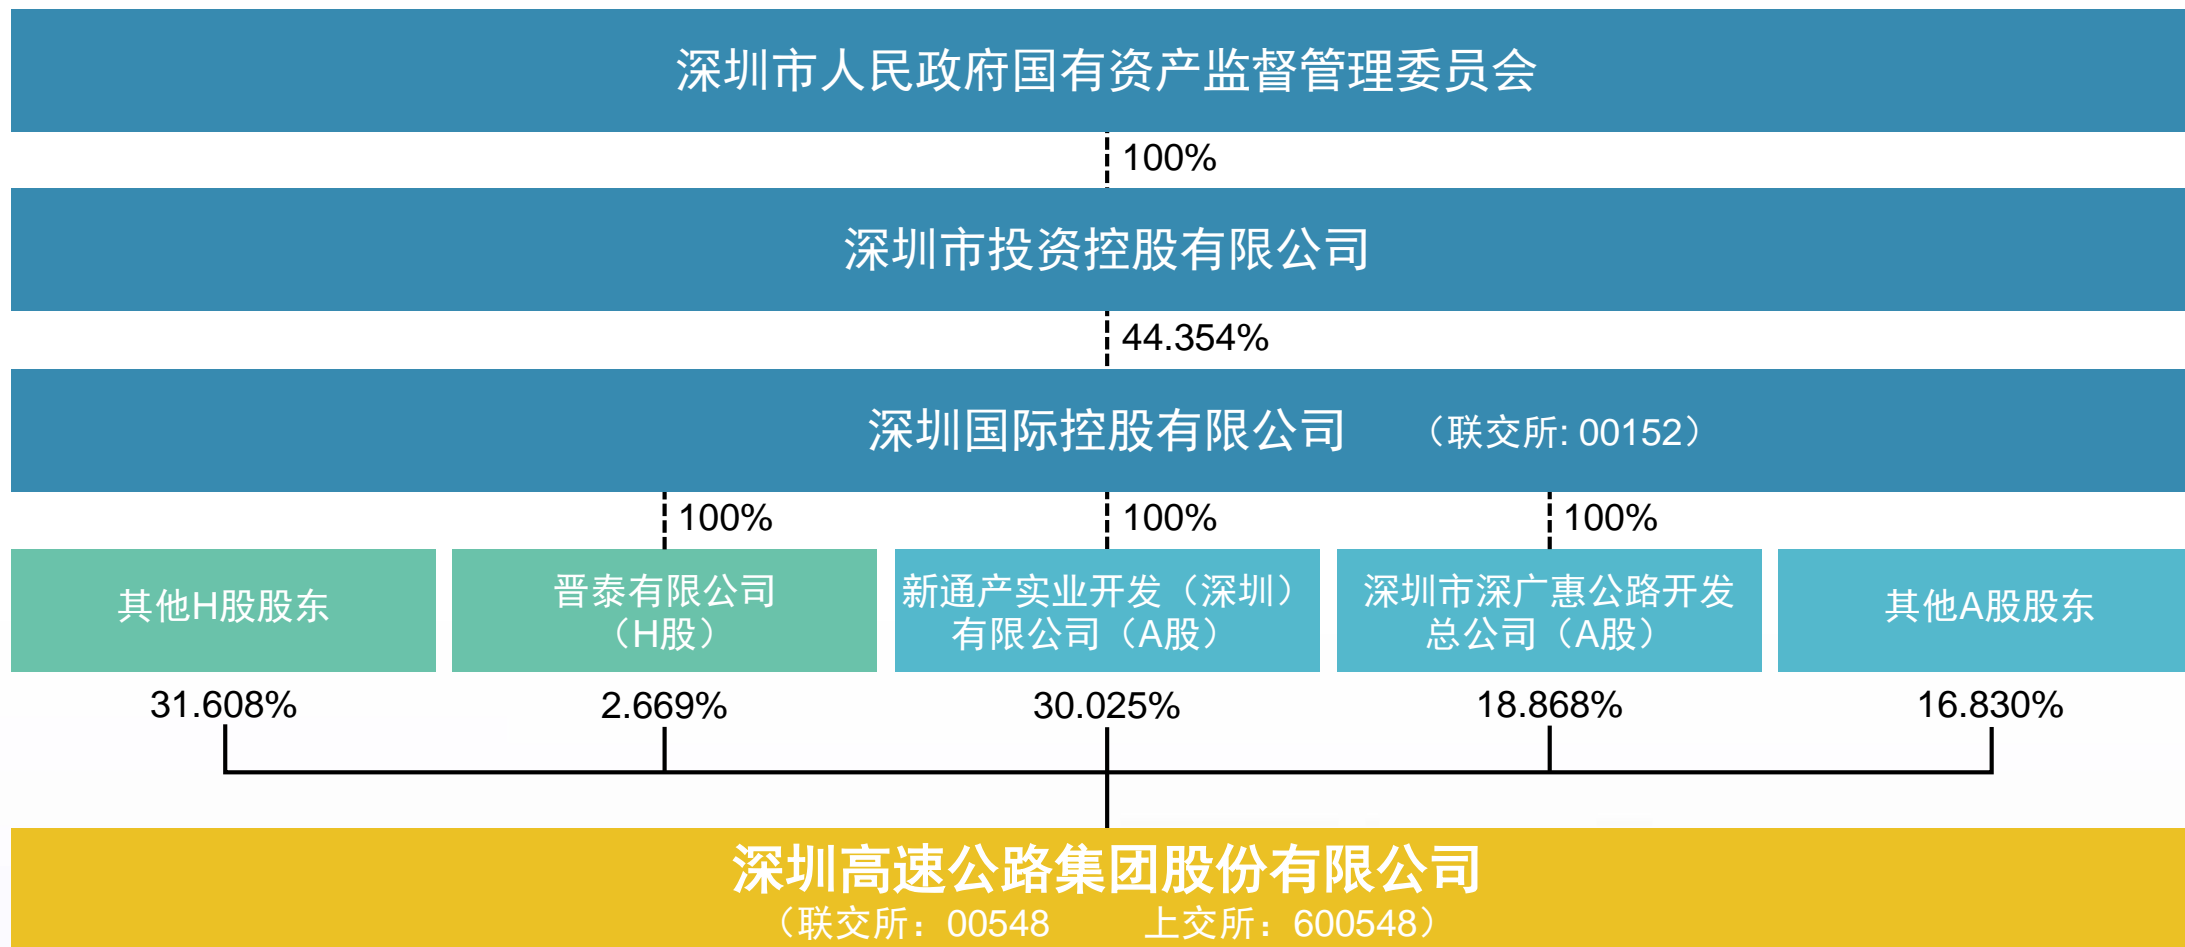 深圳市人民政府国有资产监督管理委员会
100%
深圳市投资控股有限公司
44.354%
深圳国际控股有限公司 （联交所: 00152）
100% 100% 100%
其他H股股东
晋泰有限公司
（H股）
新通产实业开发（深圳）
有限公司（A股）
深圳市深广惠公路开发
总公司（A股）
其他A股股东
31.608% 2.669% 30.025% 18.868% 16.830%
深圳高速公路集团股份有限公司
（联交所：00548 上交所：600548）